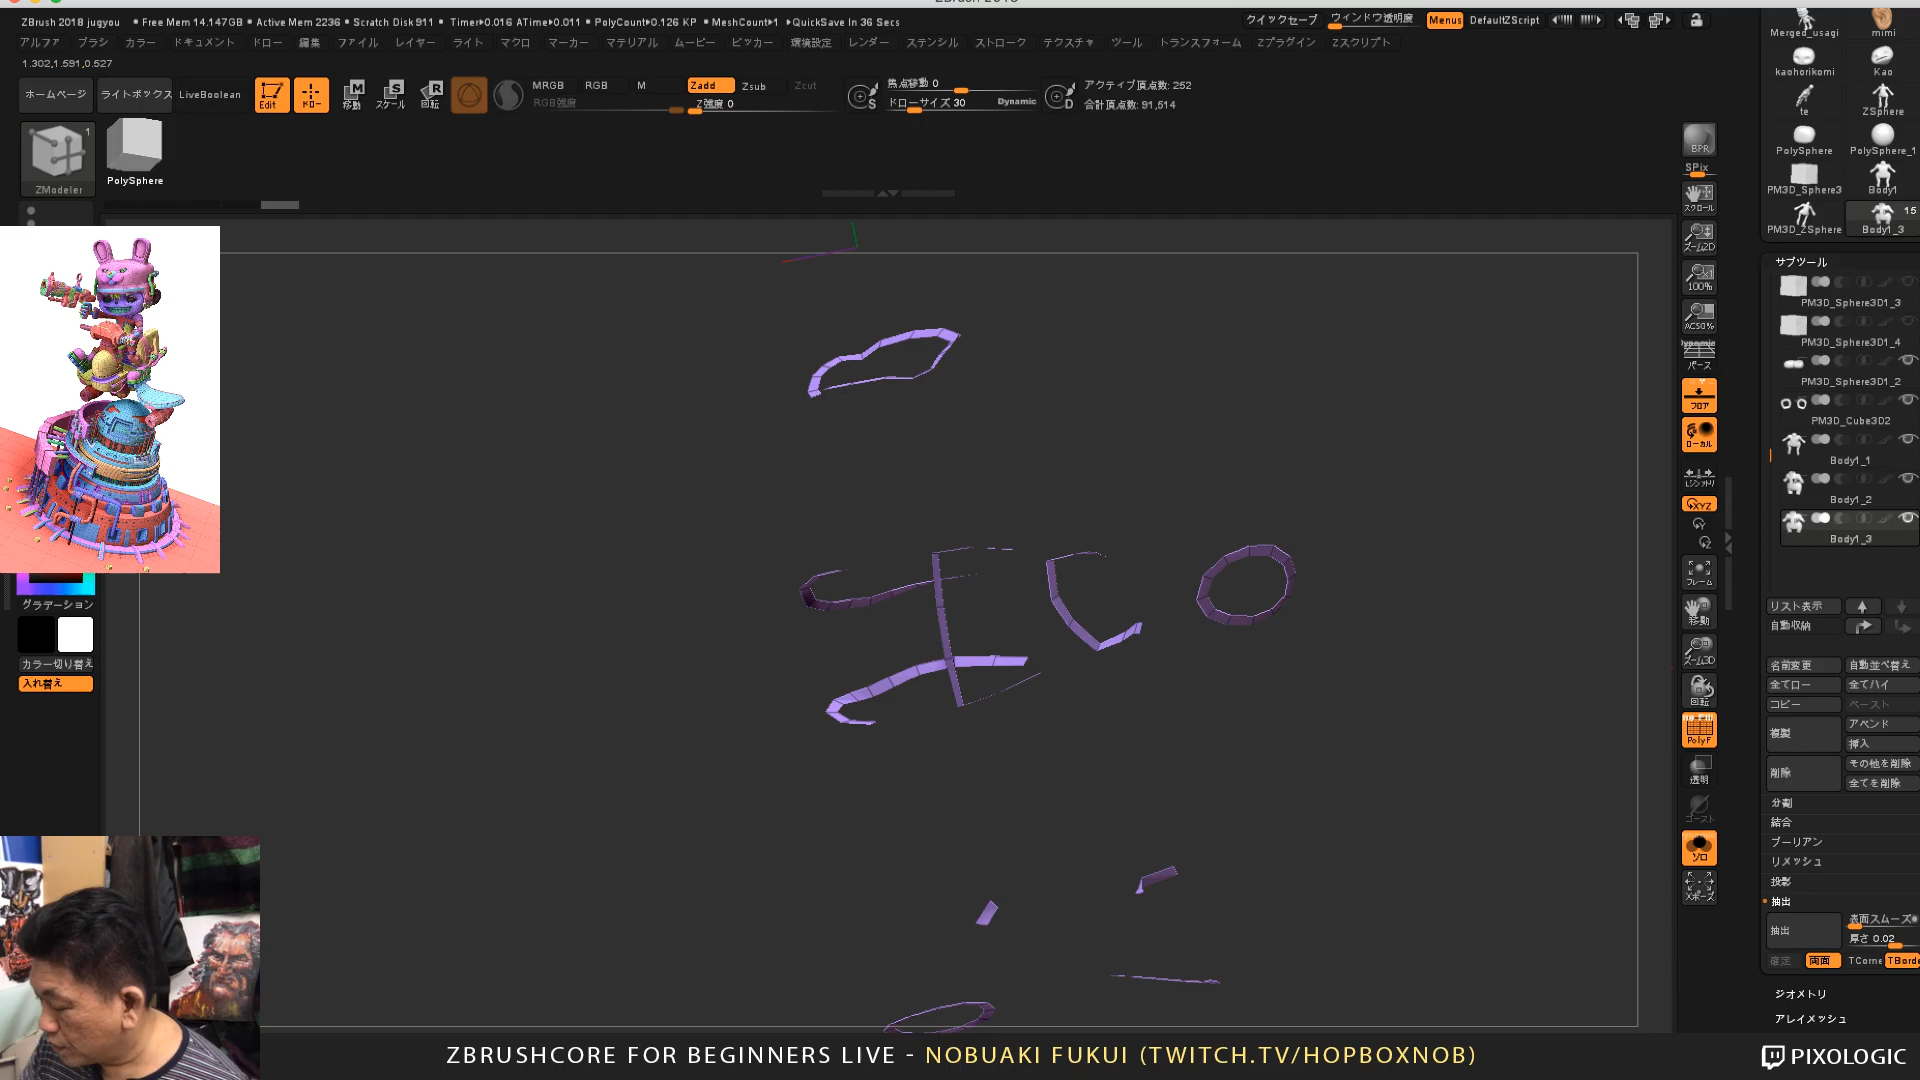 ZBrush 2018
ZBrush 2018 jugyou • Free Mem 14.147GB • Active Mem 2236 • Scratch Disk 911 • Timer▶0.016 ATime▶0.011 • PolyCount▶0.126 KP • MeshCount▶1 ▶QuickSave In 36 Secs クイックセーブ ウィンドウ透明度 Menus DefaultZScript
アルファ ブラシ カラー ドキュメント ドロー 編集 ファイル レイヤー ライト マクロ マーカー マテリアル ムービー ピッカー 環境設定 レンダー ステンシル ストローク テクスチャ ツール トランスフォーム Zプラグイン Zスクリプト
1.302,1.591,0.527
ホームページ ライトボックス LiveBoolean Edit ドロー 移動 スケール 回転 MRGB RGB M Zadd Zsub Zcut 焦点移動 0 アクティブ頂点数: 252
RGB強度 Z強度 0 ドローサイズ 30 Dynamic 合計頂点数: 91,514
1
ZModeler PolySphere
グラデーション
カラー切り替え
入れ替え
BPR
SPix
スクロール
ズーム2D
100%
AC50%
Dynamic
パース
フロア
ローカル
XYZ
フレーム
移動
ズーム3D
回転
PolyF
透明
ゴースト
ソロ
Xポーズ
Merged_usagi mimi
kaohorikomi Kao
te ZSphere
PolySphere PolySphere_1
PM3D_Sphere3 Body1
15
PM3D_ZSphere Body1_3
サブツール
PM3D_Sphere3D1_3
PM3D_Sphere3D1_4
PM3D_Sphere3D1_2
PM3D_Cube3D2
Body1_1
Body1_2
Body1_3
リスト表示
自動収納
名前変更 自動並べ替え
全てロー 全てハイ
コピー ペースト
複製 アペンド
挿入
削除 その他を削除
全てを削除
分割
結合
ブーリアン
リメッシュ
投影
抽出
抽出 表面スムーズ
厚さ 0.02
確定 両面 TCorne TBorde
ジオメトリ
アレイメッシュ
ZBRUSHCORE FOR BEGINNERS LIVE - NOBUAKI FUKUI (TWITCH.TV/HOPBOXNOB)
PIXOLOGIC